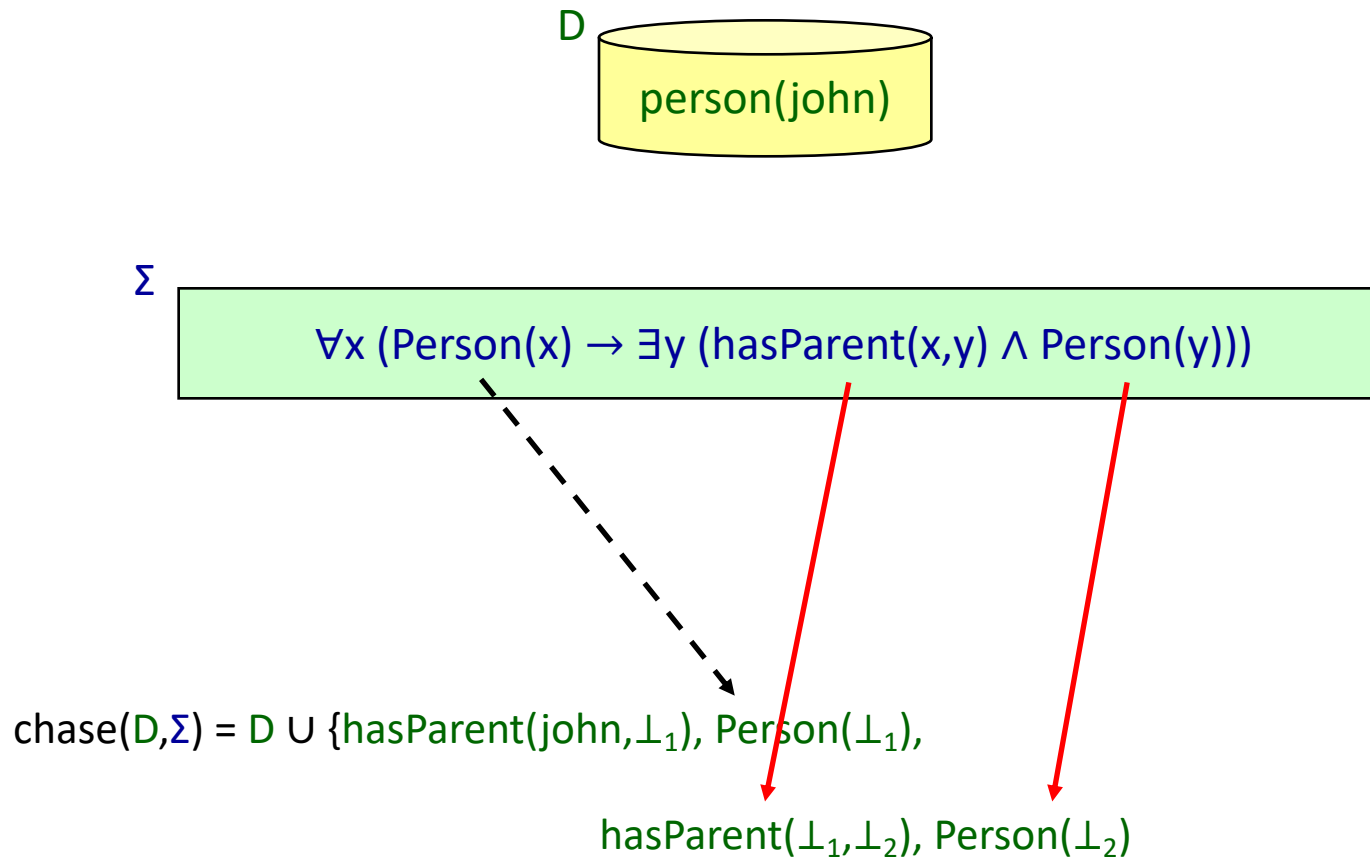 D
person(john)
Σ
∀x (Person(x) → ∃y (hasParent(x,y) ∧ Person(y)))
chase(D,Σ) = D ∪ {hasParent(john,⊥₁), Person(⊥₁),
hasParent(⊥₁,⊥₂), Person(⊥₂)